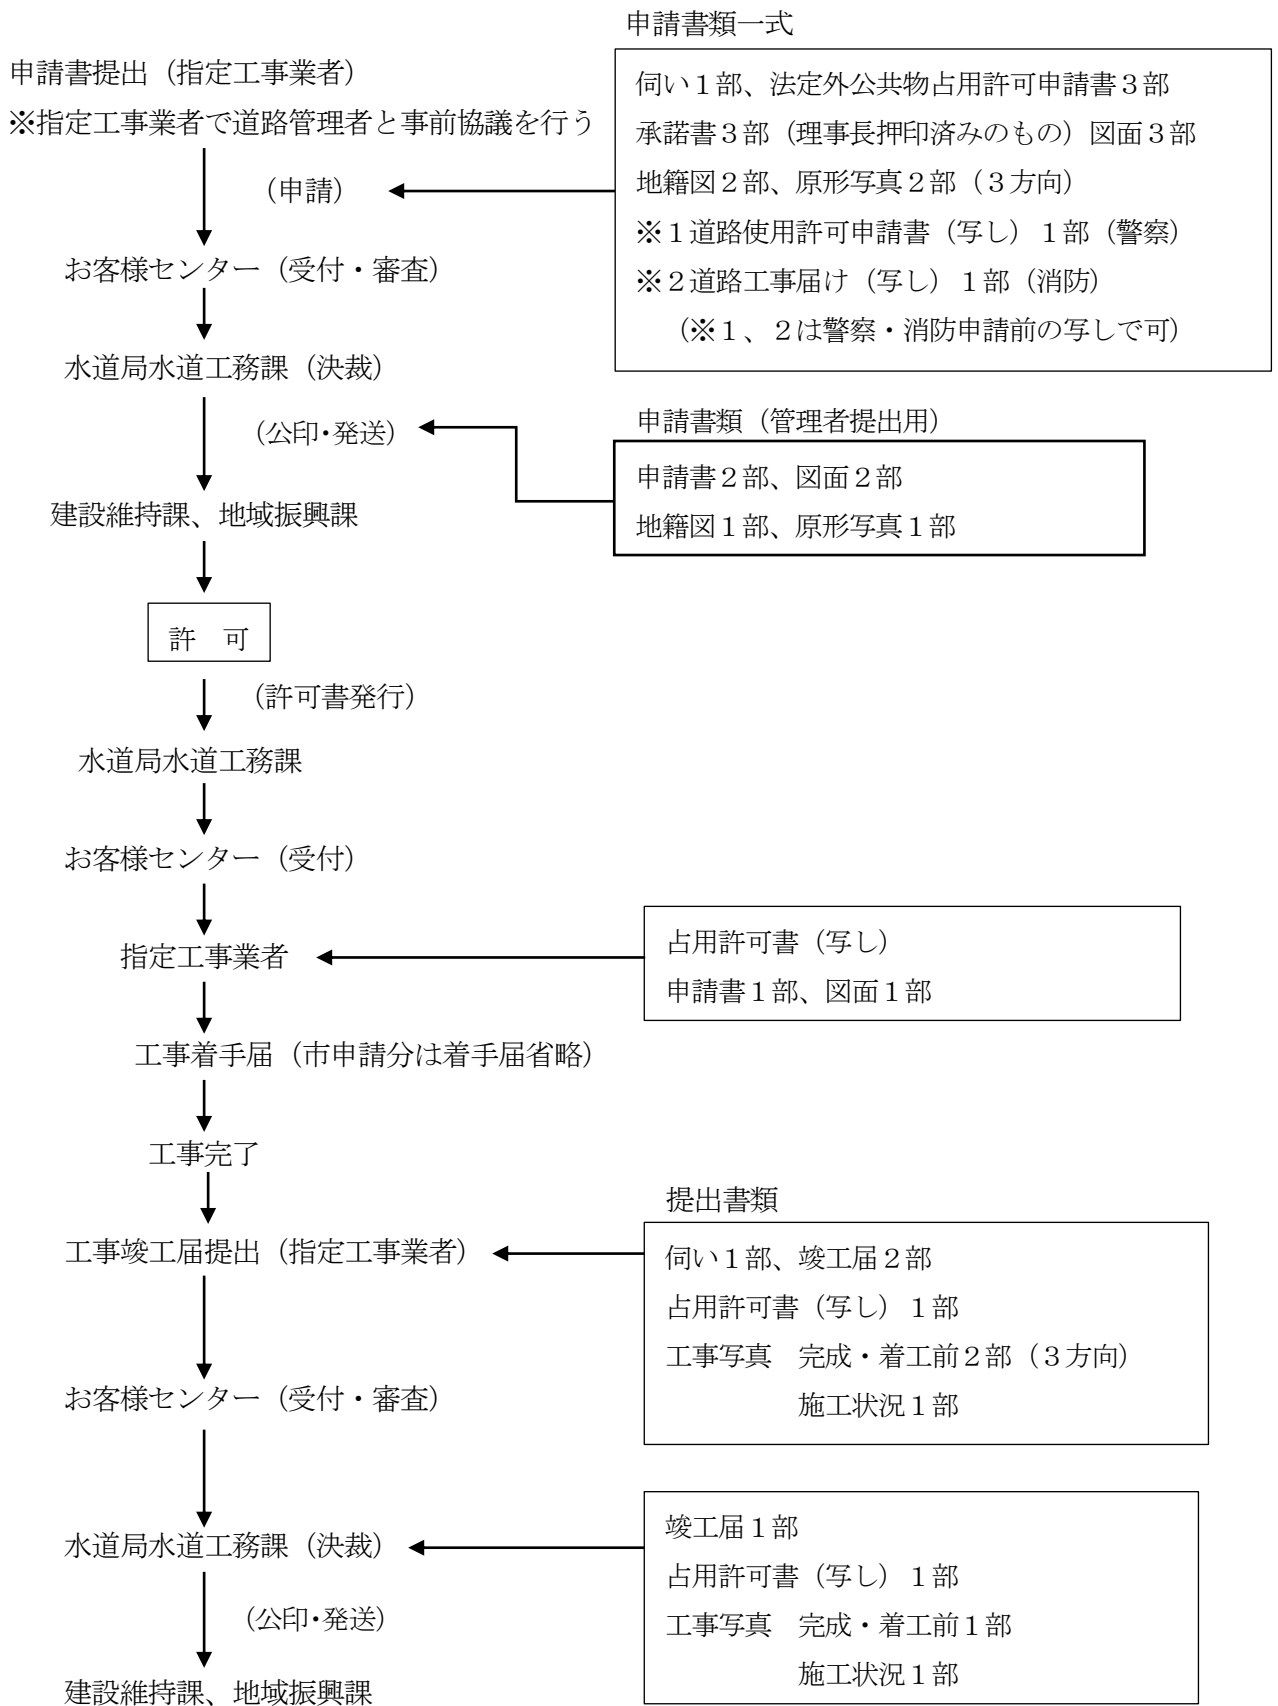 申請書類一式
申請書提出（指定工事業者）
※指定工事業者で道路管理者と事前協議を行う
伺い１部、法定外公共物占用許可申請書３部
承諾書３部（理事長押印済みのもの）図面３部
地籍図２部、原形写真２部（３方向）
※１道路使用許可申請書（写し）１部（警察）
※２道路工事届け（写し）１部（消防）
（※１、２は警察・消防申請前の写しで可）
（申請）
お客様センター（受付・審査）
水道局水道工務課（決裁）
（公印・発送）
申請書類（管理者提出用）
申請書２部、図面２部
地籍図１部、原形写真１部
建設維持課、地域振興課
許　可
（許可書発行）
水道局水道工務課
お客様センター（受付）
指定工事業者
占用許可書（写し）
申請書１部、図面１部
工事着手届（市申請分は着手届省略）
工事完了
提出書類
工事竣工届提出（指定工事業者）
伺い１部、竣工届２部
占用許可書（写し）１部
工事写真　完成・着工前２部（３方向）
施工状況１部
お客様センター（受付・審査）
水道局水道工務課（決裁）
竣工届１部
占用許可書（写し）１部
工事写真　完成・着工前１部
施工状況１部
（公印・発送）
建設維持課、地域振興課